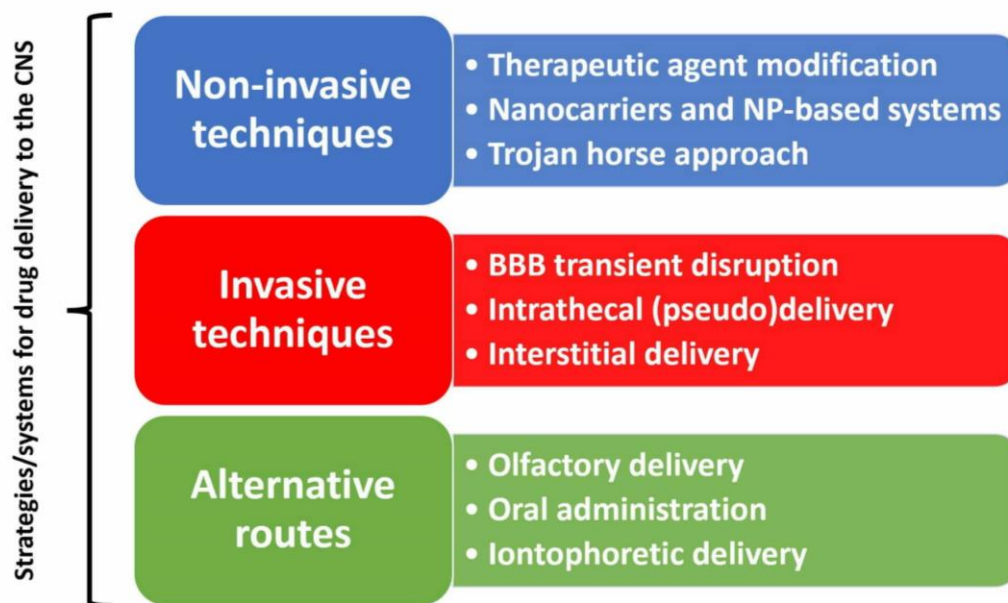 Strategies/systems for drug delivery to the CNS
Non-invasive
techniques
• Therapeutic agent modification
• Nanocarriers and NP-based systems
• Trojan horse approach
Invasive
techniques
• BBB transient disruption
• Intrathecal (pseudo)delivery
• Interstitial delivery
Alternative
routes
• Olfactory delivery
• Oral administration
• Iontophoretic delivery